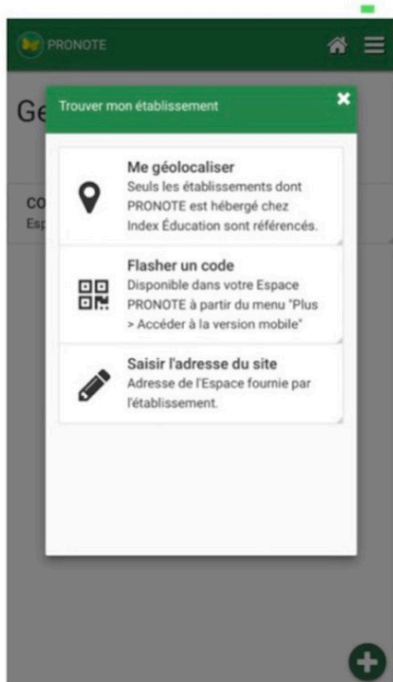 PRONOTE
Ge
Trouver mon établissement
CO
Esp
Me géolocaliser
Seuls les établissements dont
PRONOTE est hébergé chez
Index Éducation sont référencés.
Flasher un code
Disponible dans votre Espace
PRONOTE à partir du menu "Plus
> Accéder à la version mobile"
Saisir l'adresse du site
Adresse de l'Espace fournie par
l'établissement.